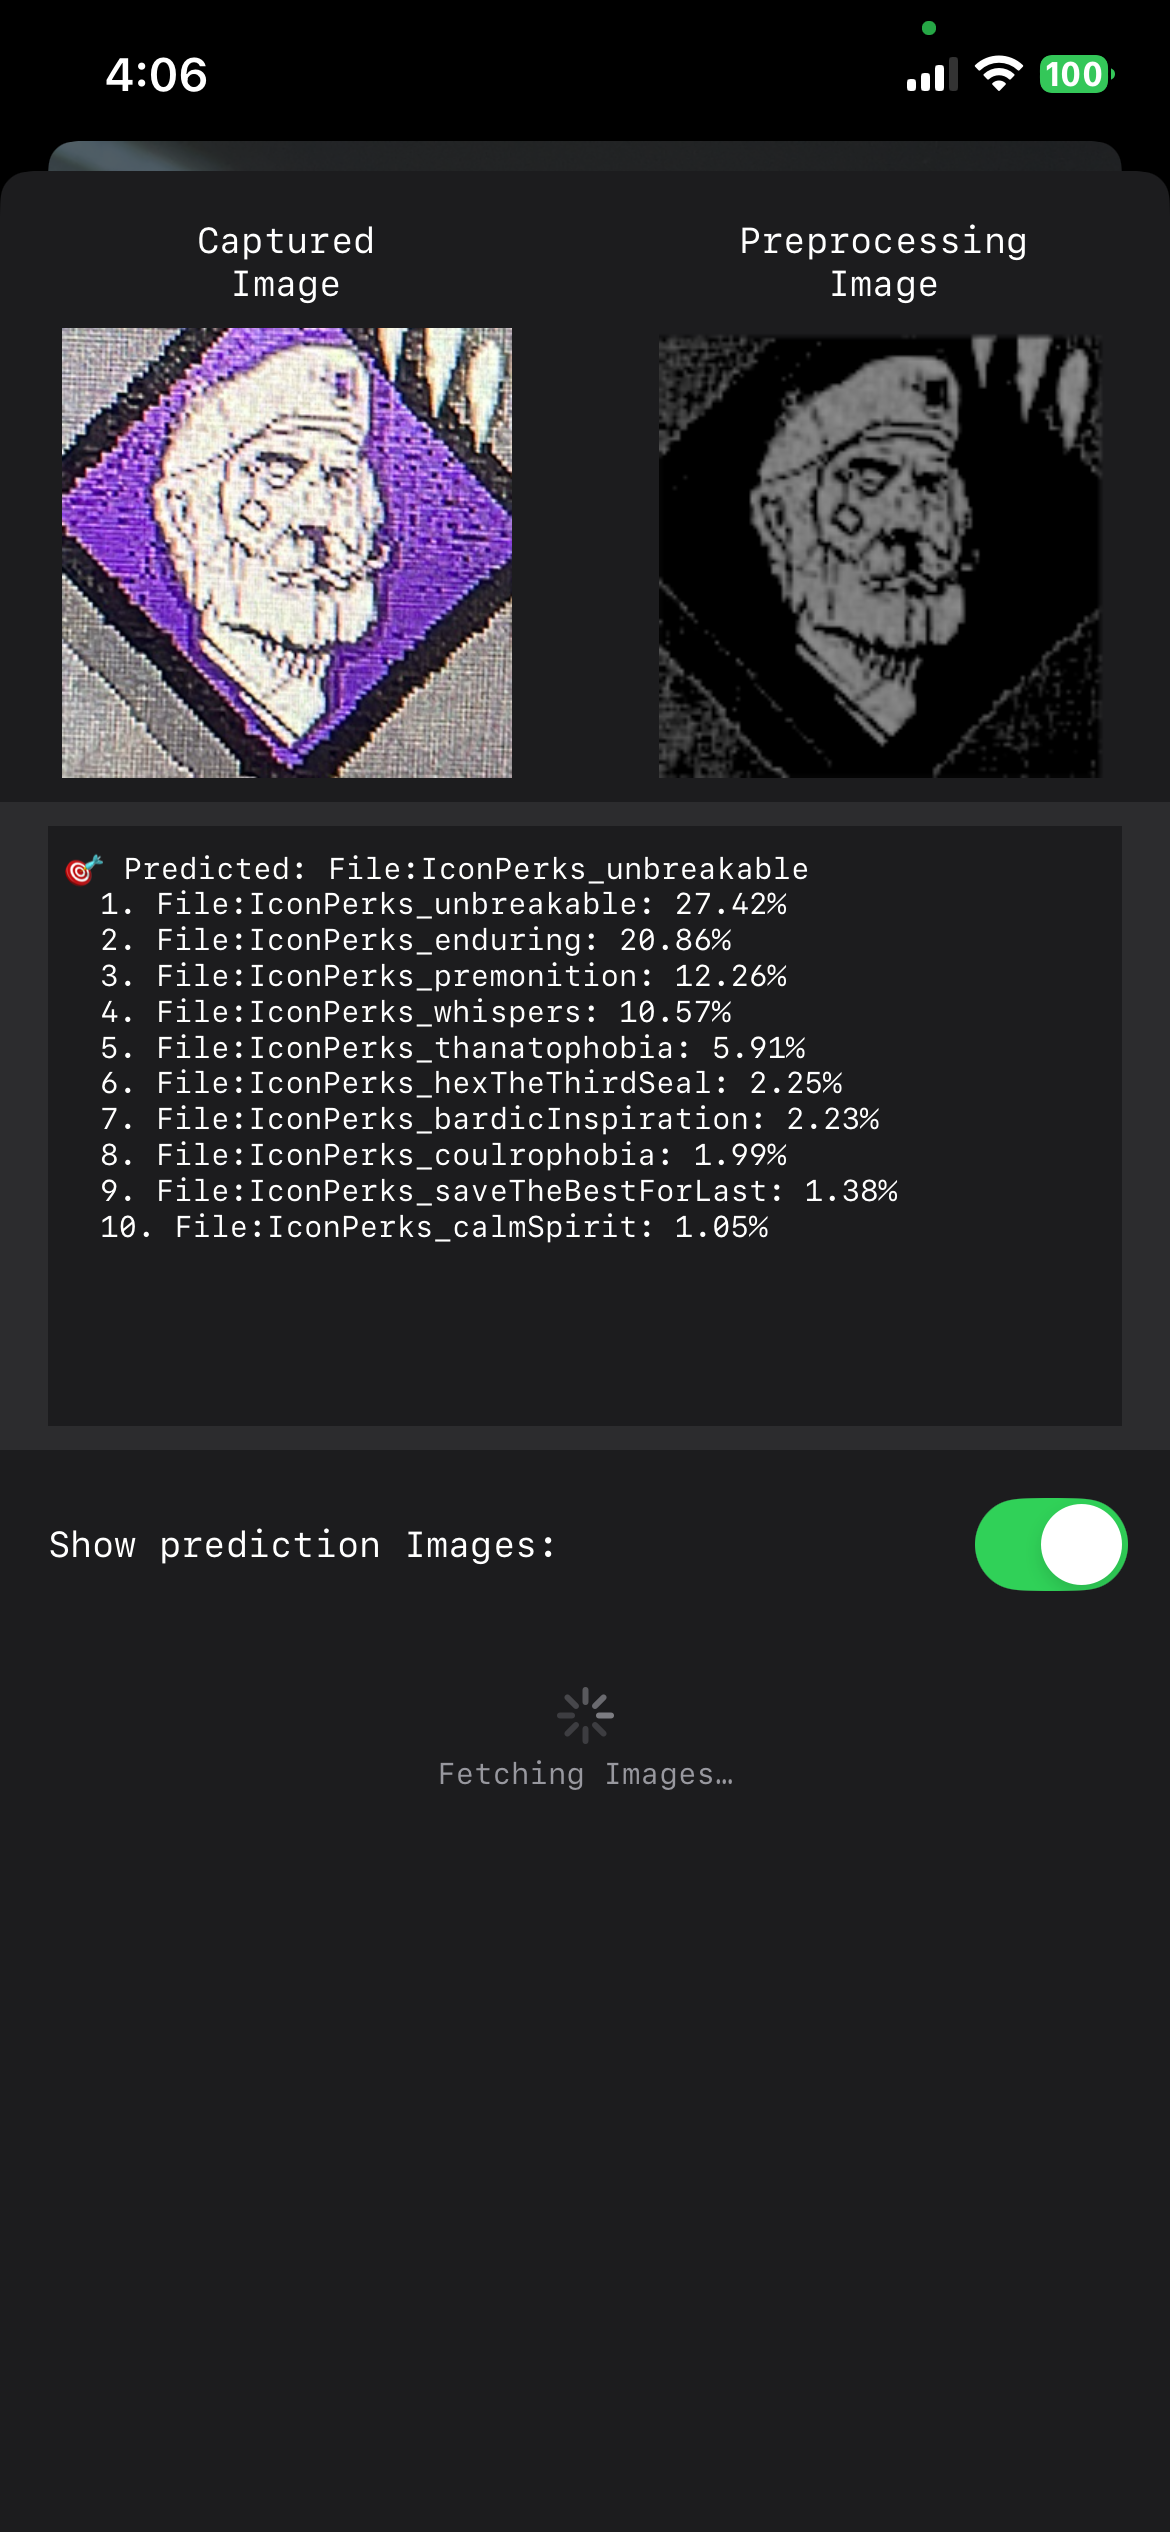 4:06
100
Captured
Image
Preprocessing
Image
🎯 Predicted: File:IconPerks_unbreakable
1. File:IconPerks_unbreakable: 27.42%
2. File:IconPerks_enduring: 20.86%
3. File:IconPerks_premonition: 12.26%
4. File:IconPerks_whispers: 10.57%
5. File:IconPerks_thanatophobia: 5.91%
6. File:IconPerks_hexTheThirdSeal: 2.25%
7. File:IconPerks_bardicInspiration: 2.23%
8. File:IconPerks_coulrophobia: 1.99%
9. File:IconPerks_saveTheBestForLast: 1.38%
10. File:IconPerks_calmSpirit: 1.05%
Show prediction Images:
Fetching Images…